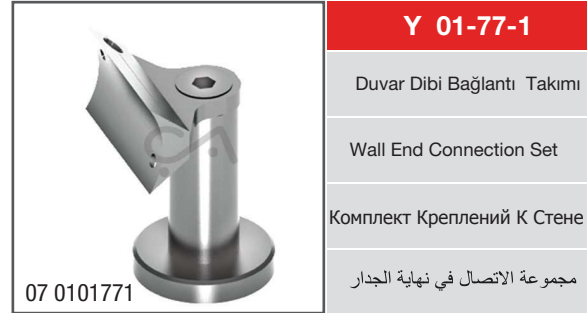 Y 01-77-1
Duvar Dibi Bağlantı Takımı
Wall End Connection Set
Комплект Креплений К Стене
مجموعة الاتصال في نهاية الجدار
07 0101771